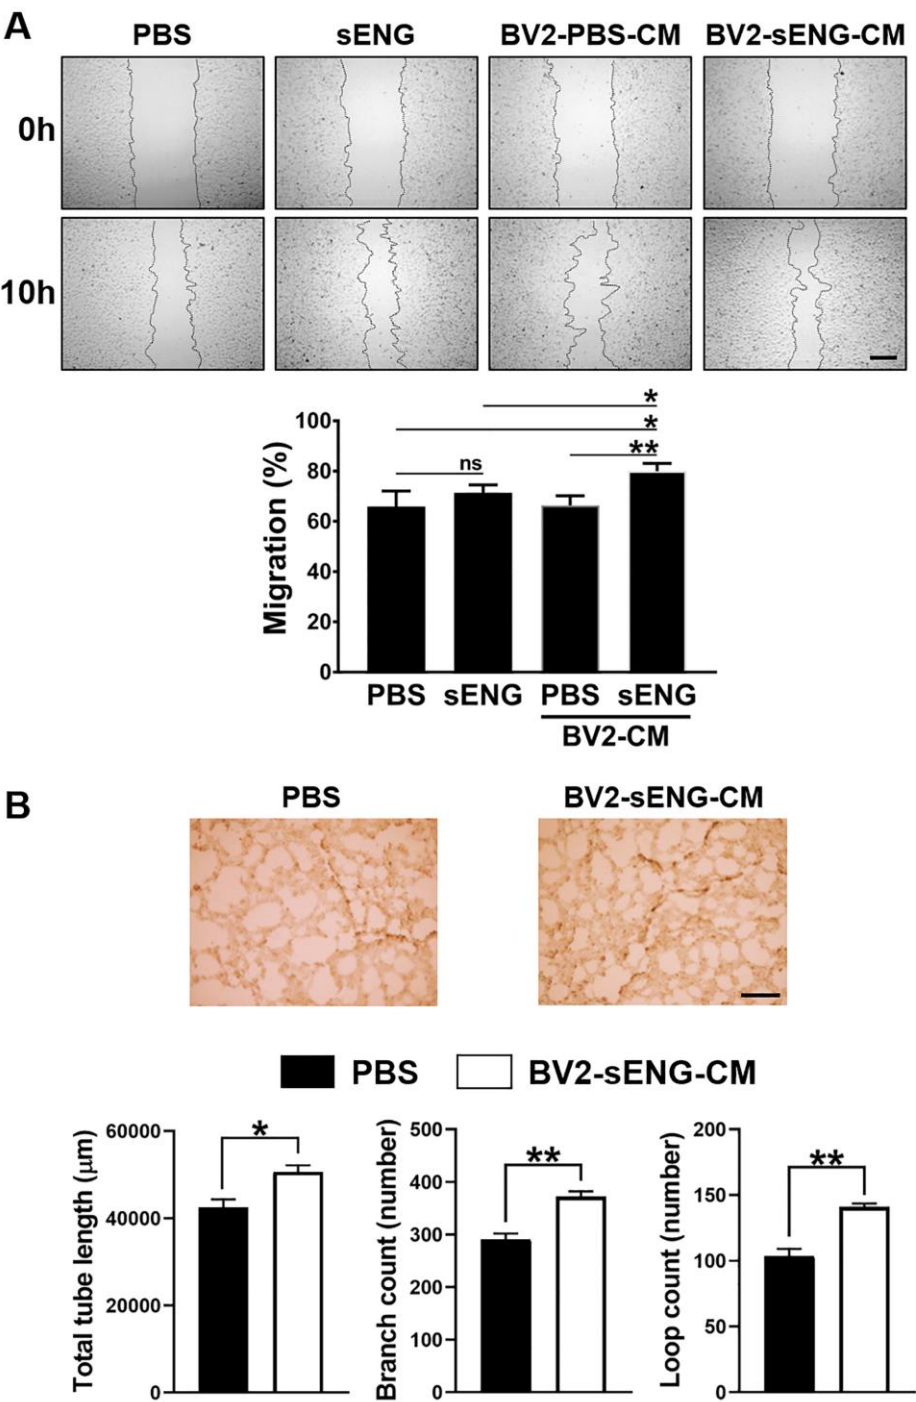 A
PBS sENG BV2-PBS-CM BV2-sENG-CM
0h
10h
*
*
**
ns
Migration (%)
100
80
60
40
20
0
PBS sENG PBS sENG
BV2-CM
B
PBS BV2-sENG-CM
PBS BV2-sENG-CM
Total tube length (μm)
60000
40000
20000
0
*
Branch count (number)
500
400
300
200
100
0
**
Loop count (number)
200
150
100
50
0
**